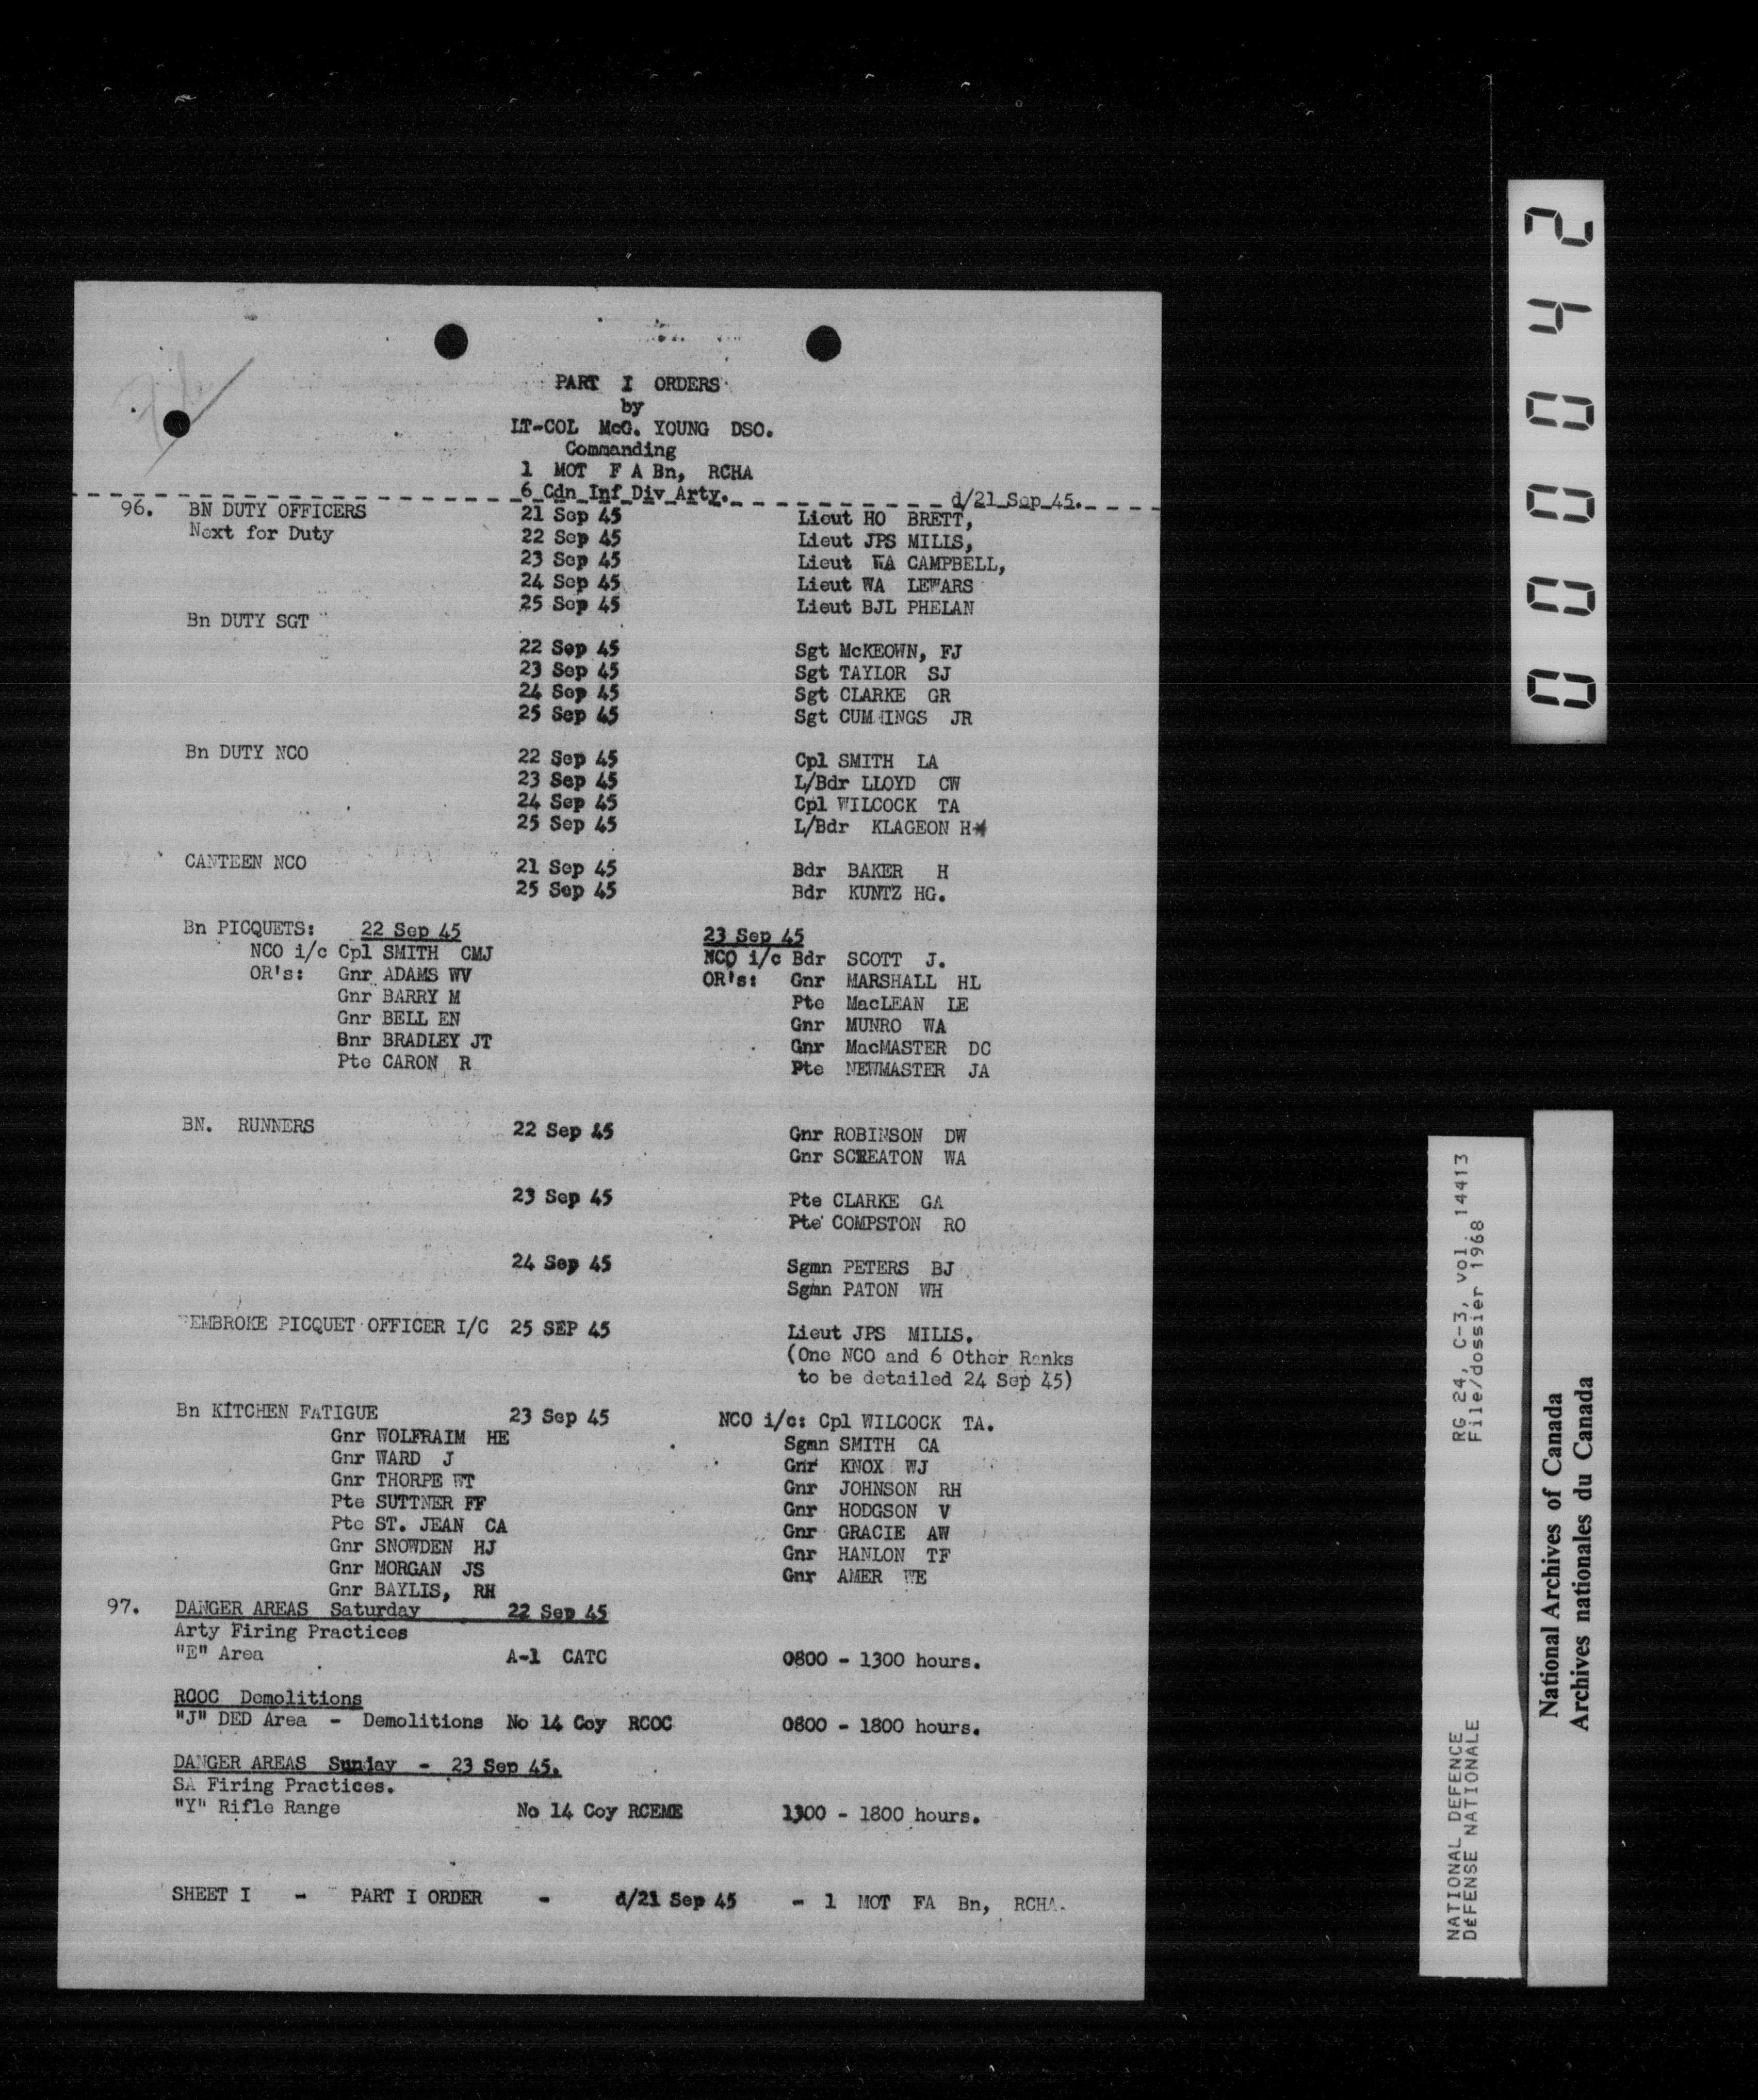 PART I ORDERS
by
LT-COL McG. YOUNG DSO.
Commanding
1 MOT F A Bn, RCHA
6 Cdn Inf Div Arty. d/21 Sep 45.
96. BN DUTY OFFICERS 21 Sep 45 Lieut HO BRETT,
Next for Duty 22 Sep 45 Lieut JPS MILLS,
23 Sep 45 Lieut WA CAMPBELL,
24 Sep 45 Lieut WA LEWARS
25 Sep 45 Lieut BJL PHELAN
Bn DUTY SGT
22 Sep 45 Sgt McKEOWN, FJ
23 Sep 45 Sgt TAYLOR SJ
24 Sep 45 Sgt CLARKE GR
25 Sep 45 Sgt CUMMINGS JR
Bn DUTY NCO 22 Sep 45 Cpl SMITH LA
23 Sep 45 L/Bdr LLOYD CW
24 Sep 45 Cpl WILCOCK TA
25 Sep 45 L/Bdr KLAGEON H
CANTEEN NCO 21 Sep 45 Bdr BAKER H
25 Sep 45 Bdr KUNTZ HG.
Bn PICQUETS: 22 Sep 45 23 Sep 45
NCO i/c Cpl SMITH CMJ NCO i/c Bdr SCOTT J.
OR's: Gnr ADAMS WV OR's: Gnr MARSHALL HL
Gnr BARRY M Pte MacLEAN LE
Gnr BELL EN Gnr MUNRO WA
Bnr BRADLEY JT Gnr MacMASTER DC
Pte CARON R Pte NEWMASTER JA
BN. RUNNERS 22 Sep 45 Gnr ROBINSON DW
Gnr SCREATON WA
23 Sep 45 Pte CLARKE GA
Pte COMPSTON RO
24 Sep 45 Sgmn PETERS BJ
Sgmn PATON WH
PEMBROKE PICQUET OFFICER I/C 25 SEP 45 Lieut JPS MILLS.
(One NCO and 6 Other Ranks
to be detailed 24 Sep 45)
Bn KITCHEN FATIGUE 23 Sep 45 NCO i/c: Cpl WILCOCK TA.
Gnr WOLFRAIM HE Sgmn SMITH CA
Gnr WARD J Gnr KNOX WJ
Gnr THORPE WT Gnr JOHNSON RH
Pte SUTTNER FF Gnr HODGSON V
Pte ST. JEAN CA Gnr GRACIE AW
Gnr SNOWDEN HJ Gnr HANLON TF
Gnr MORGAN JS Gnr AMER WE
Gnr BAYLIS, RH
97. DANGER AREAS Saturday 22 Sep 45
Arty Firing Practices
"E" Area A-1 CATC 0800 - 1300 hours.
RCOC Demolitions
"J" DED Area - Demolitions No 14 Coy RCOC 0800 - 1800 hours.
DANGER AREAS Sunday - 23 Sep 45.
SA Firing Practices.
"Y" Rifle Range No 14 Coy RCEME 1300 - 1800 hours.
SHEET I - PART I ORDER - d/21 Sep 45 - 1 MOT FA Bn, RCHA.
000042
NATIONAL DEFENCE RG 24, C-3, vol. 14413
DéFENSE NATIONALE File/dossier 1968
National Archives of Canada
Archives nationales du Canada